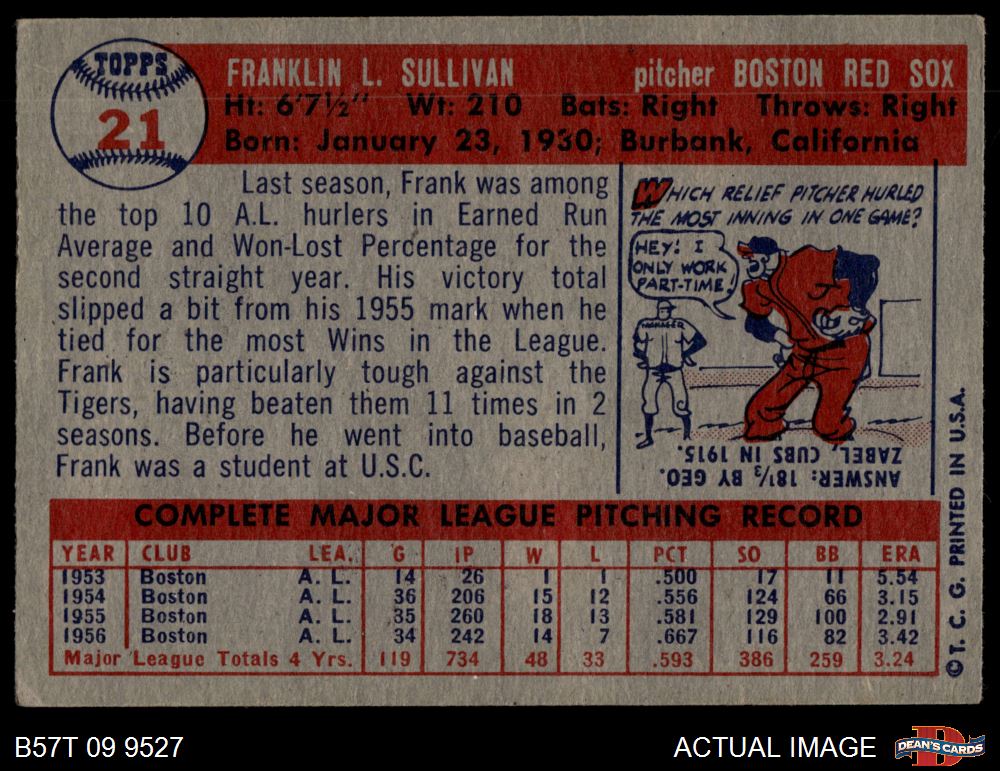 TOPPS
21
FRANKLIN L. SULLIVAN pitcher BOSTON RED SOX
Ht: 6'7½" Wt: 210 Bats: Right Throws: Right
Born: January 23, 1930; Burbank, California
Last season, Frank was among
the top 10 A.L. hurlers in Earned Run
Average and Won-Lost Percentage for the
second straight year. His victory total
slipped a bit from his 1955 mark when he
tied for the most Wins in the League.
Frank is particularly tough against the
Tigers, having beaten them 11 times in 2
seasons. Before he went into baseball,
Frank was a student at U.S.C.
WHICH RELIEF PITCHER HURLED
THE MOST INNING IN ONE GAME?
HEY! I
ONLY WORK
PART-TIME!
MANAGER
ANSWER: 18⅓ BY GEO.
ZABEL, CUBS IN 1915.
COMPLETE MAJOR LEAGUE PITCHING RECORD
YEAR CLUB LEA. G IP W L PCT SO BB ERA
1953 Boston A. L. 14 26 1 1 .500 17 11 5.54
1954 Boston A. L. 36 206 15 12 .556 124 66 3.15
1955 Boston A. L. 35 260 18 13 .581 129 100 2.91
1956 Boston A. L. 34 242 14 7 .667 116 82 3.42
Major League Totals 4 Yrs. 119 734 48 33 .593 386 259 3.24
© T. C. G. PRINTED IN U.S.A.
B57T 09 9527
ACTUAL IMAGE
DEAN'S CARDS